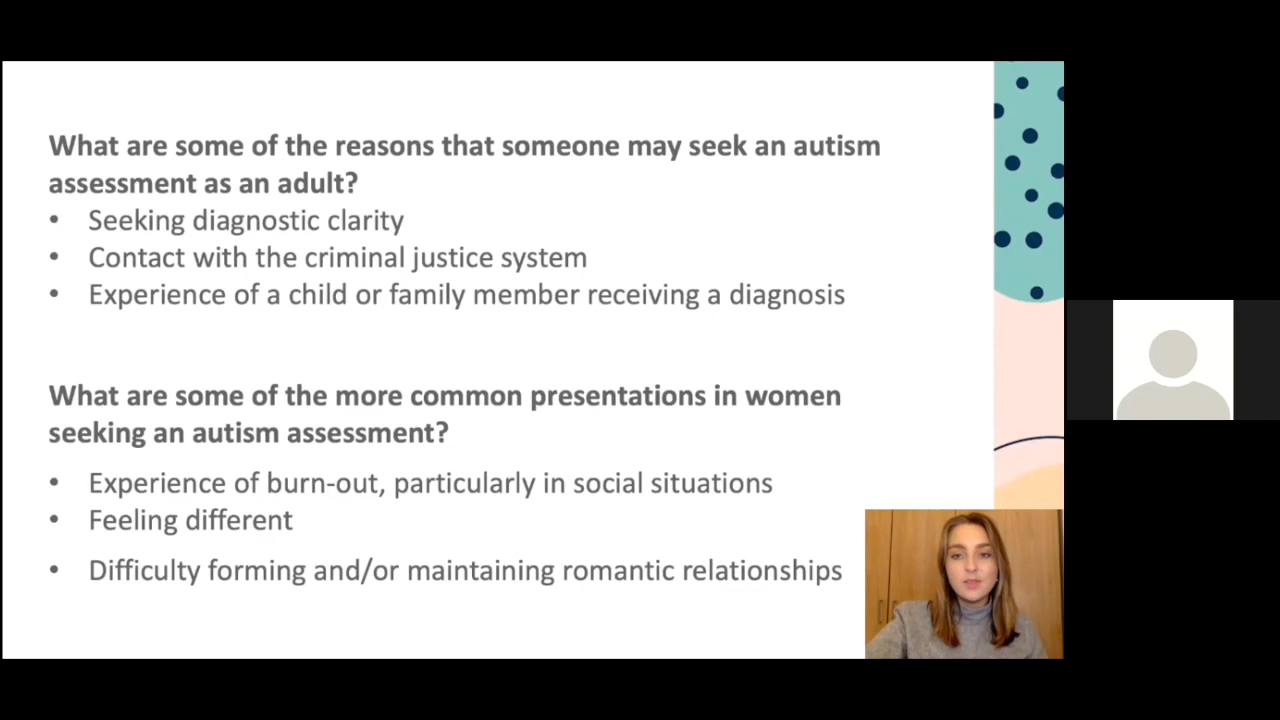 What are some of the reasons that someone may seek an autism
assessment as an adult?
• Seeking diagnostic clarity
• Contact with the criminal justice system
• Experience of a child or family member receiving a diagnosis
What are some of the more common presentations in women
seeking an autism assessment?
• Experience of burn-out, particularly in social situations
• Feeling different
• Difficulty forming and/or maintaining romantic relationships